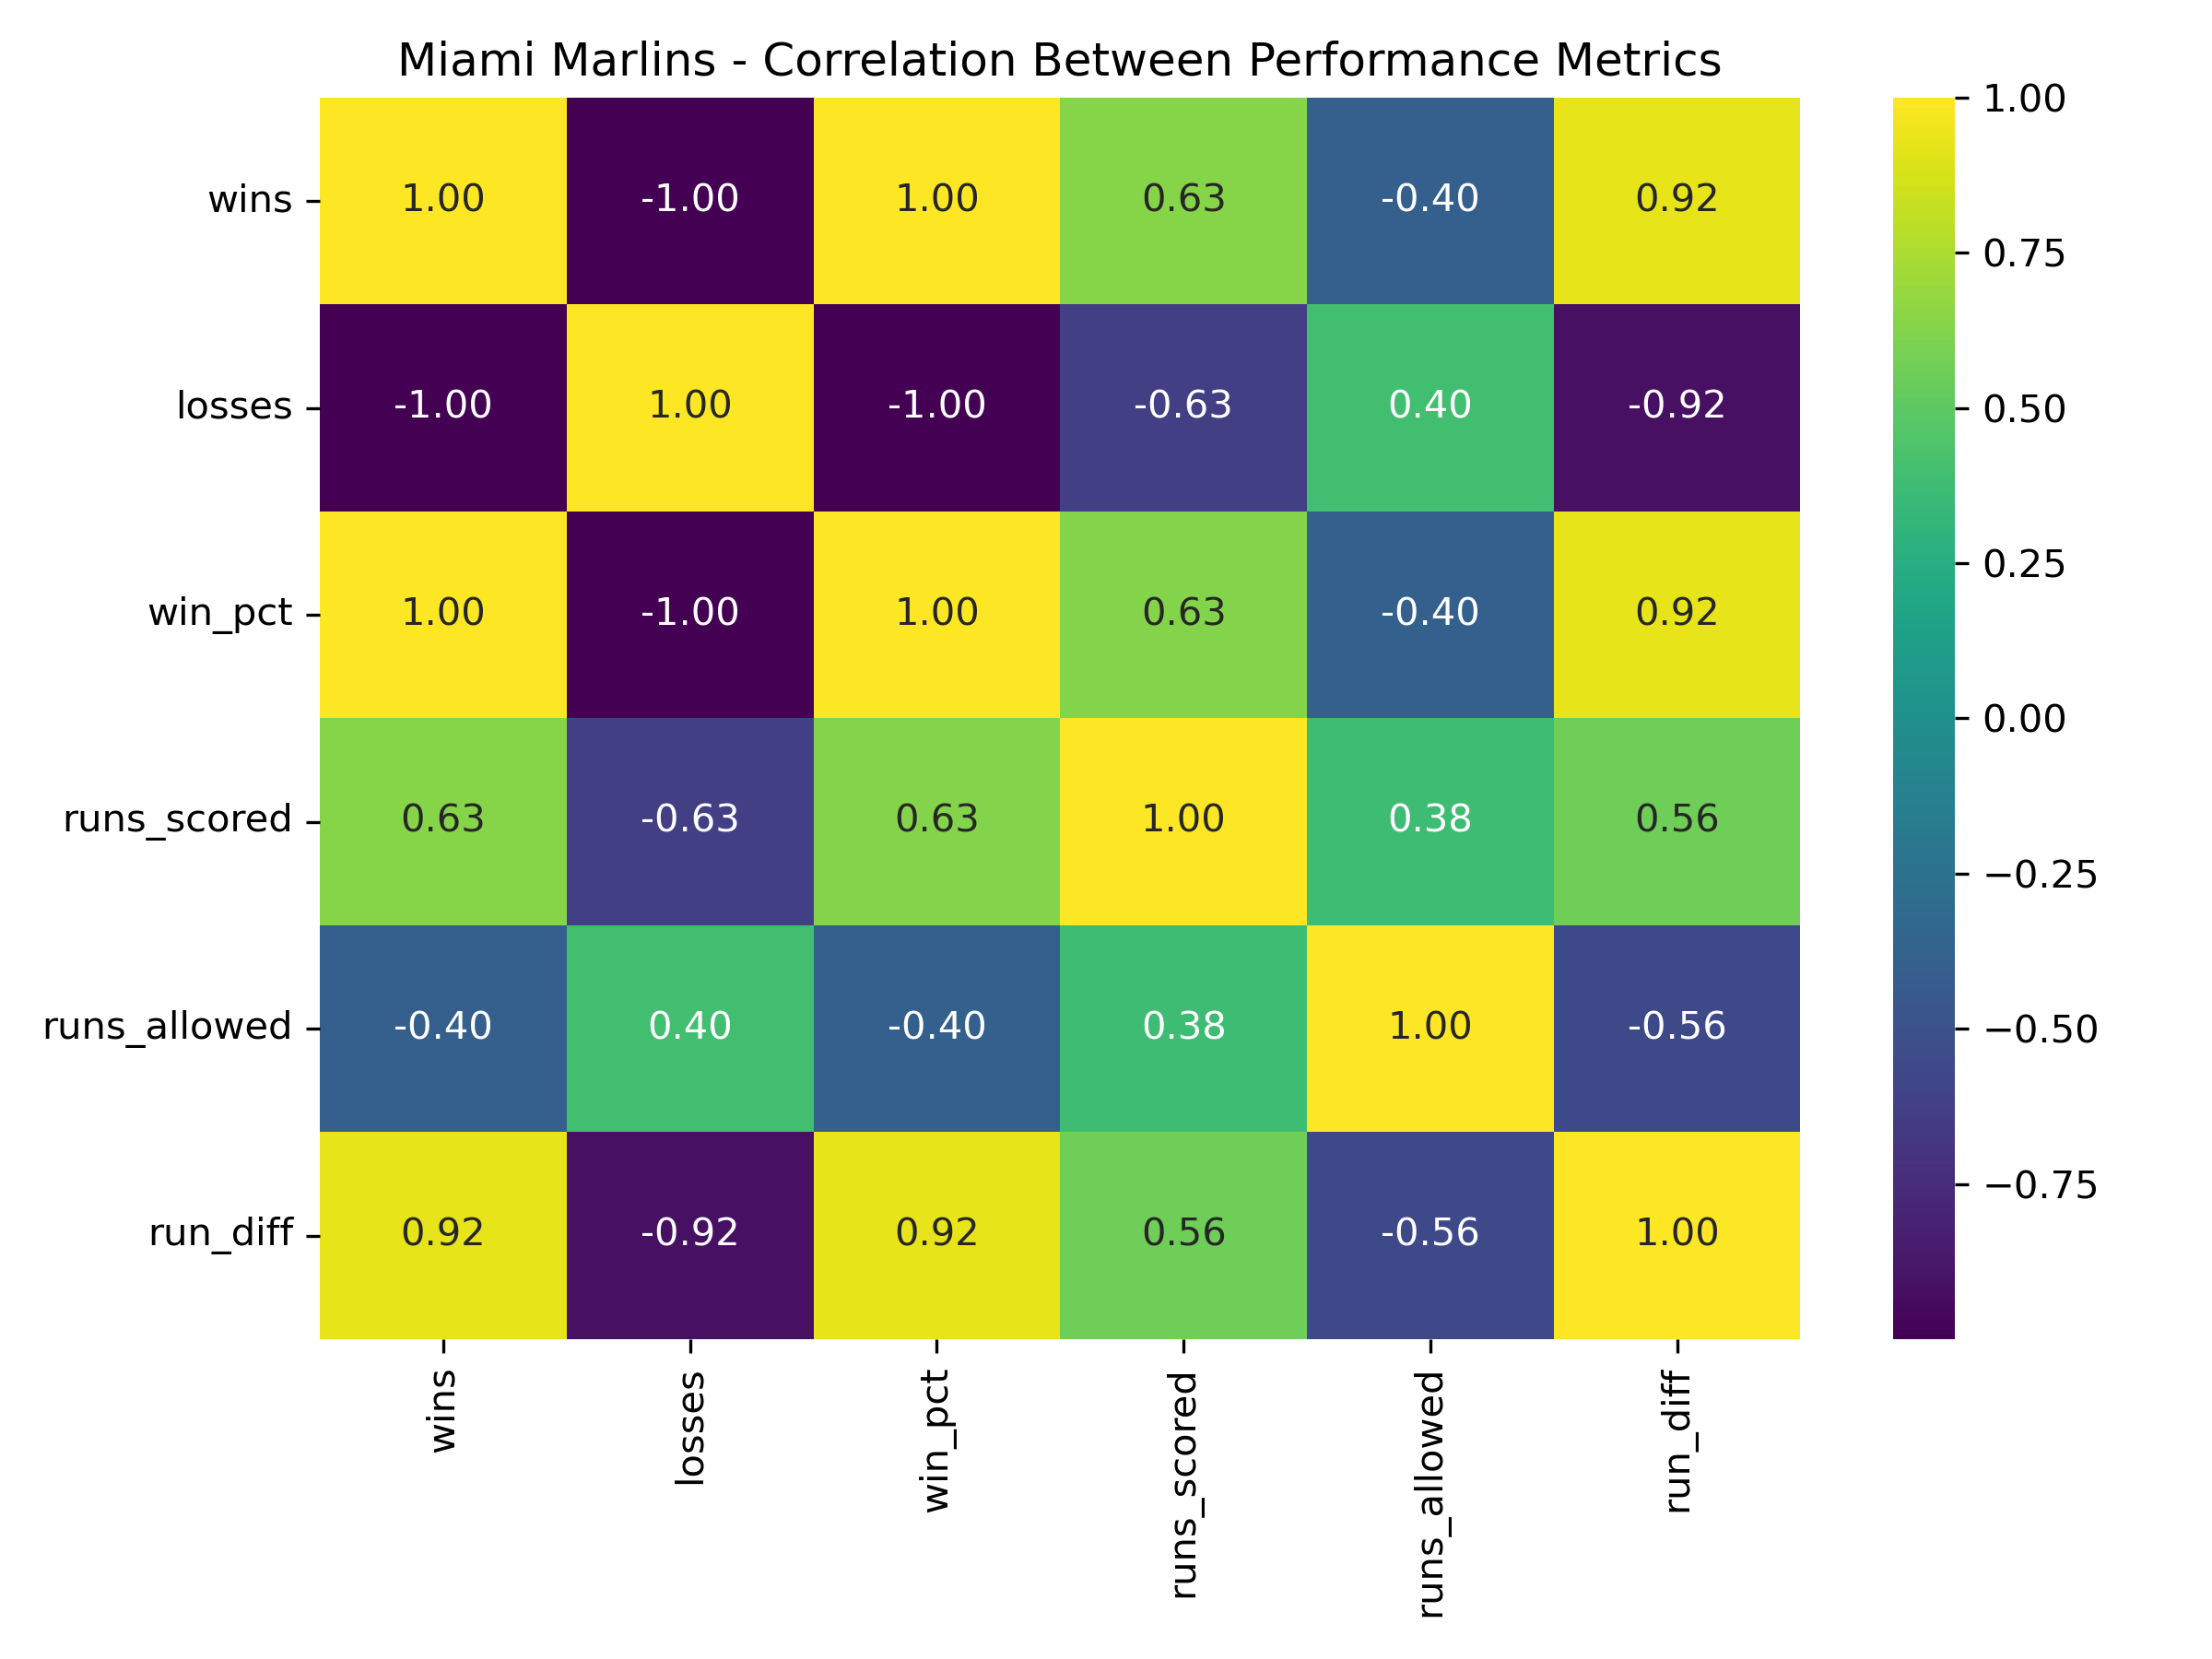 Miami Marlins - Correlation Between Performance Metrics
wins 1.00 -1.00 1.00 0.63 -0.40 0.92
losses -1.00 1.00 -1.00 -0.63 0.40 -0.92
win_pct 1.00 -1.00 1.00 0.63 -0.40 0.92
runs_scored 0.63 -0.63 0.63 1.00 0.38 0.56
runs_allowed -0.40 0.40 -0.40 0.38 1.00 -0.56
run_diff 0.92 -0.92 0.92 0.56 -0.56 1.00
wins
losses
win_pct
runs_scored
runs_allowed
run_diff
1.00
0.75
0.50
0.25
0.00
−0.25
−0.50
−0.75